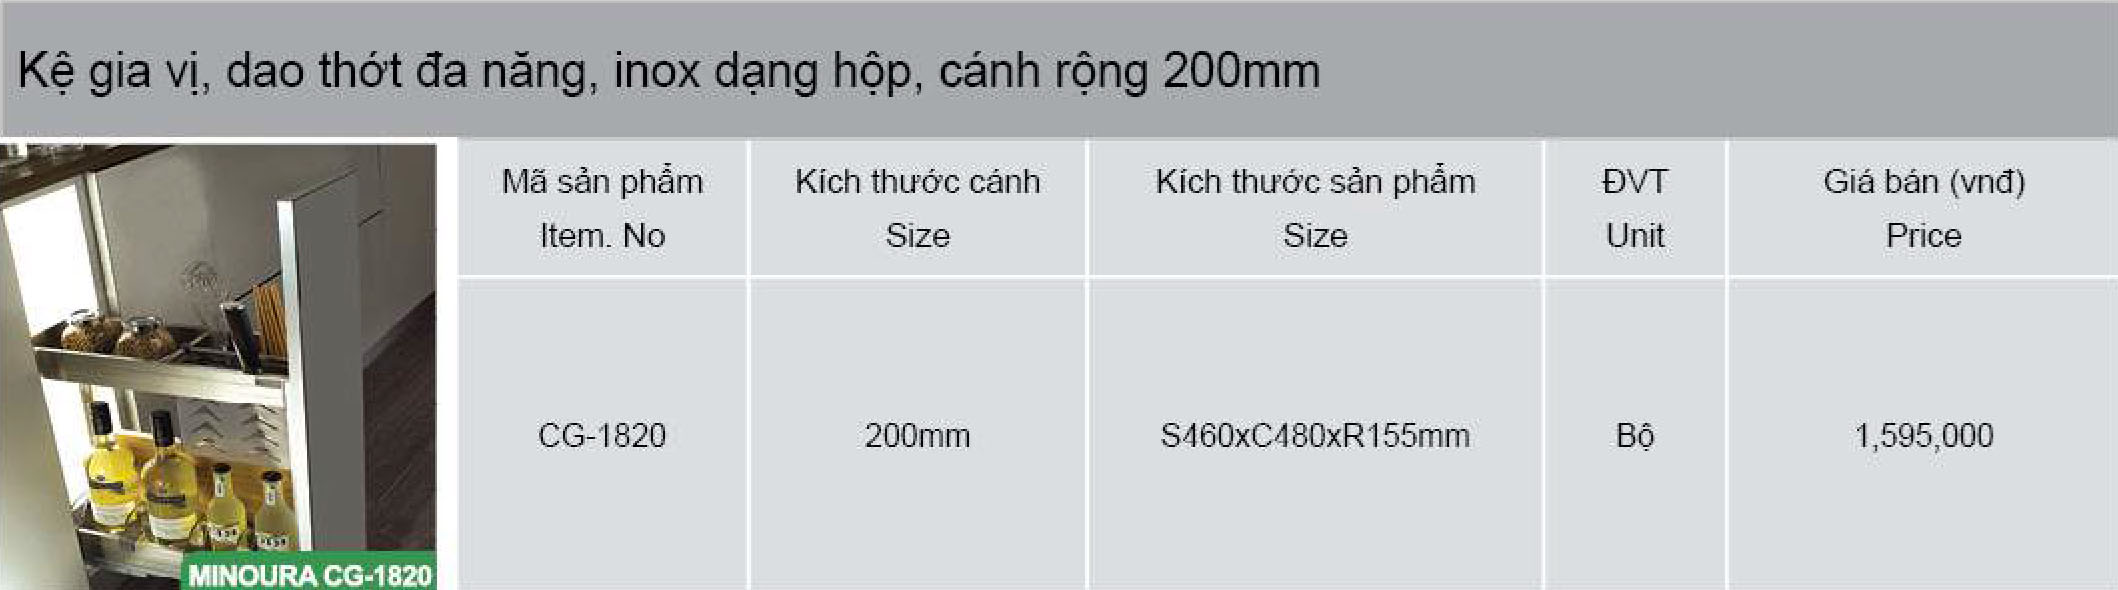 Kệ gia vị, dao thớt đa năng, inox dạng hộp, cánh rộng 200mm
Mã sản phẩm
Item. No
Kích thước cánh
Size
Kích thước sản phẩm
Size
ĐVT
Unit
Giá bán (vnđ)
Price
CG-1820
200mm
S460xC480xR155mm
Bộ
1,595,000
MINOURA CG-1820